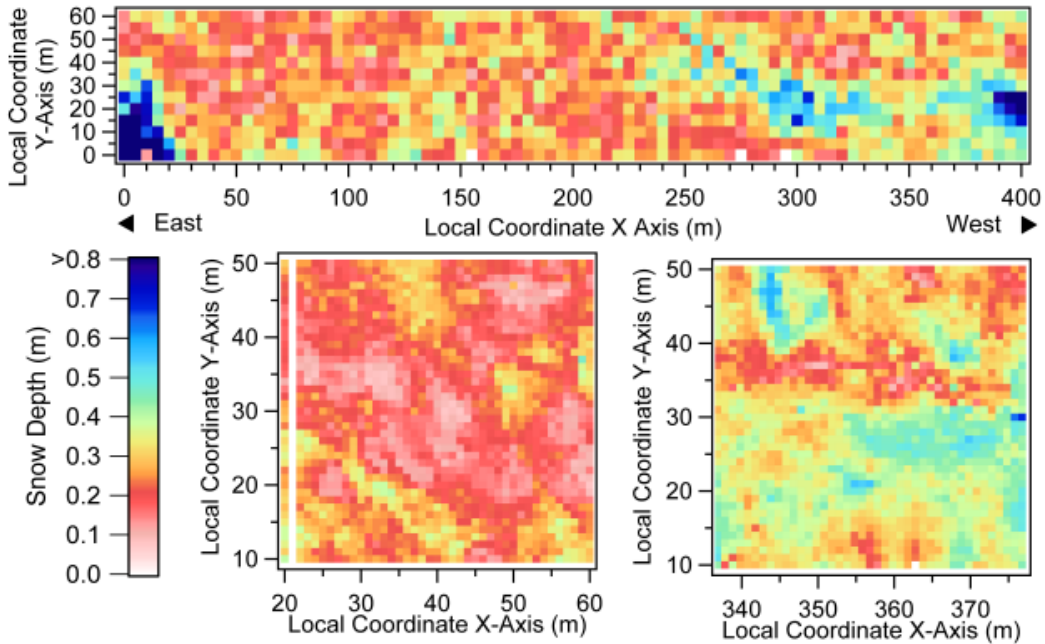 Local Coordinate
Y-Axis (m)
60
50
40
30
20
10
0
0 50 100 150 200 250 300 350 400
◀ East Local Coordinate X Axis (m) West ▶
Snow Depth (m)
>0.8
0.7
0.6
0.5
0.4
0.3
0.2
0.1
0.0
Local Coordinate Y-Axis (m)
50
40
30
20
10
20 30 40 50 60
Local Coordinate X-Axis (m)
Local Coordinate Y-Axis (m)
50
40
30
20
10
340 350 360 370
Local Coordinate X-Axis (m)